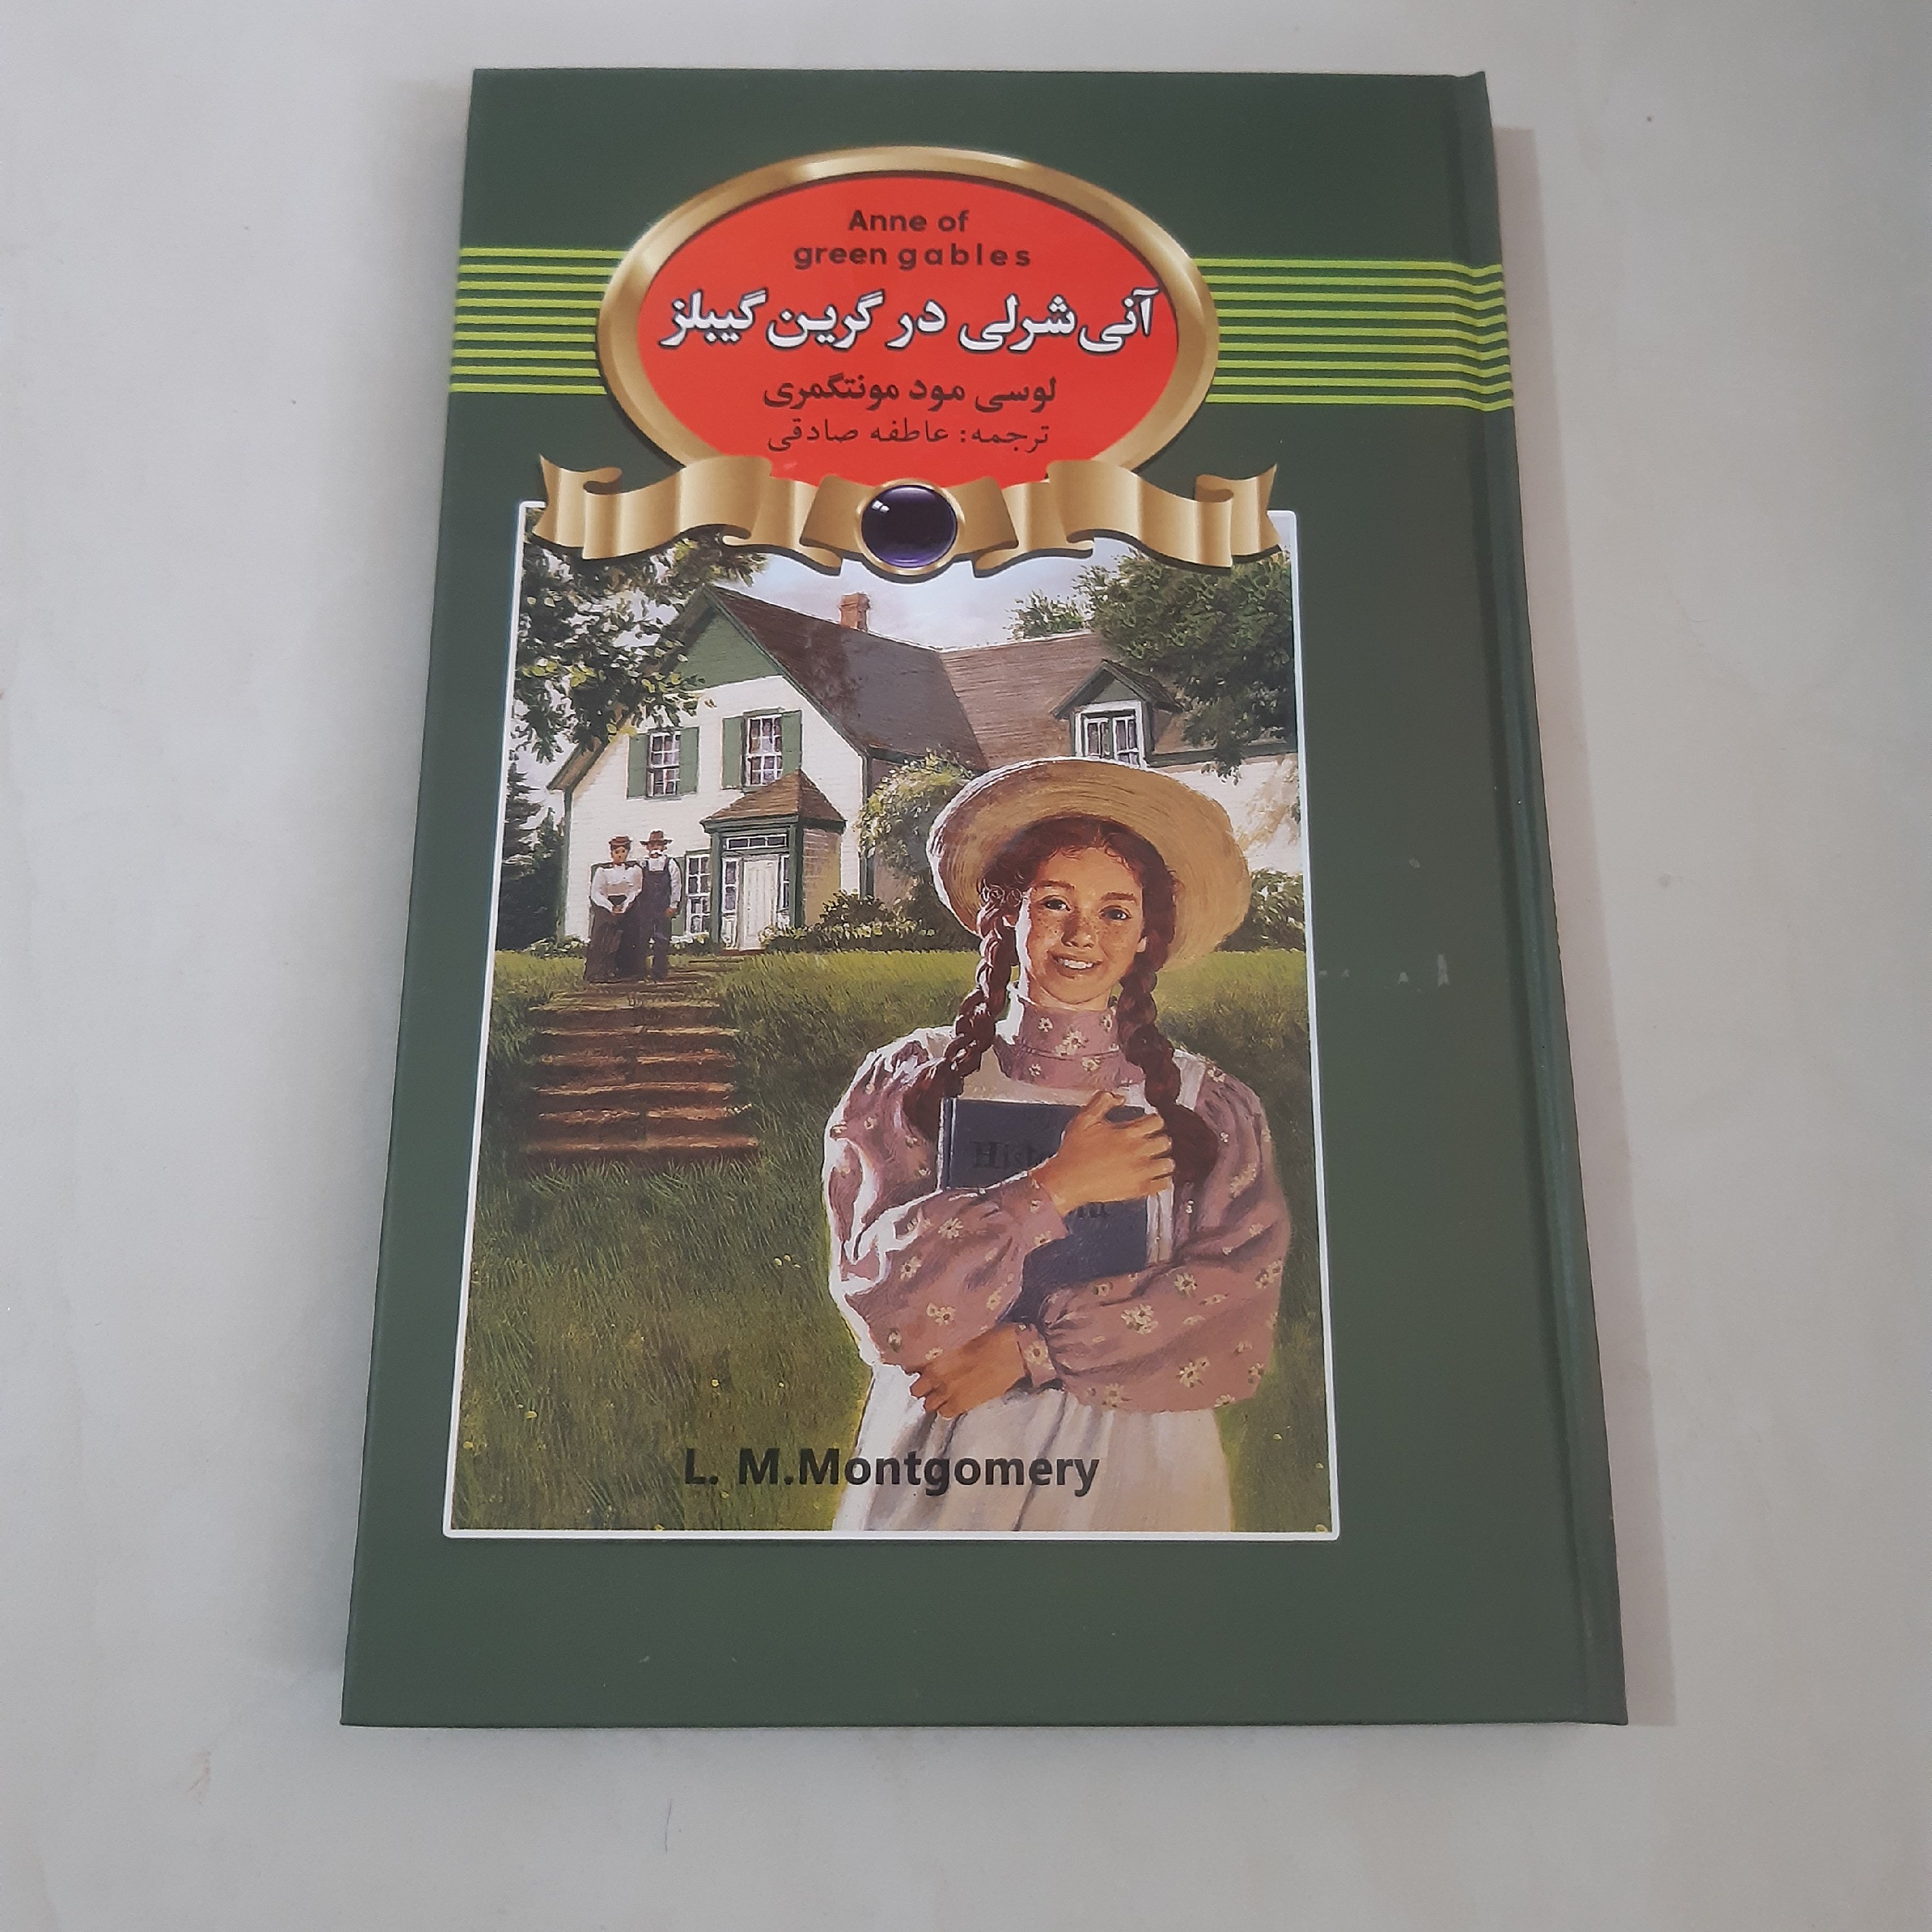 Anne of
green gables
آنی‌شرلی در گرین‌گیبلز
لوسی مود مونتگمری
ترجمه: عاطفه صادقی
L. M.Montgomery